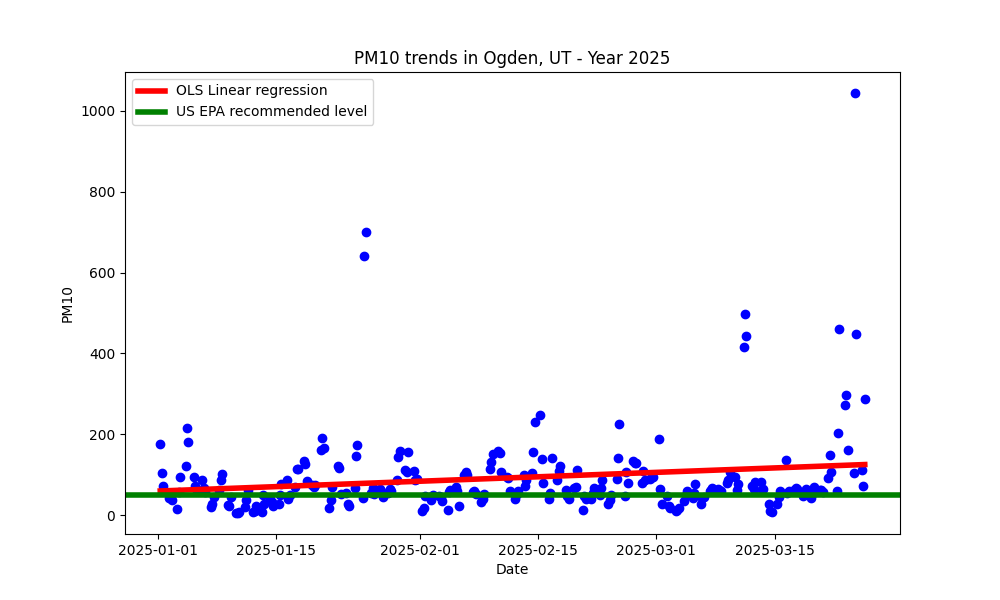 PM10 trends in Ogden, UT - Year 2025
OLS Linear regression
US EPA recommended level
1000
800
600
400
200
0
PM10
2025-01-01
2025-01-15
2025-02-01
2025-02-15
2025-03-01
2025-03-15
Date